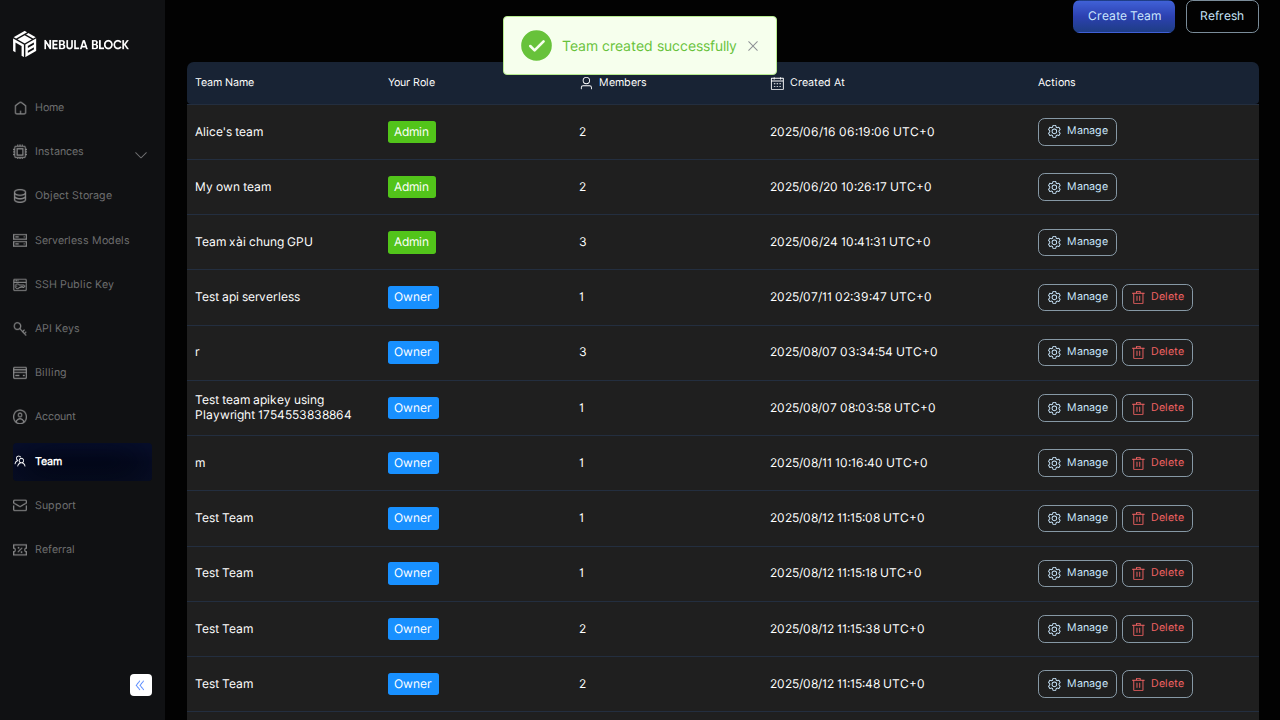 Create Team
Refresh
Team created successfully
NEBULA BLOCK
Home
Instances
Object Storage
Serverless Models
SSH Public Key
API Keys
Billing
Account
Team
Support
Referral
Team Name Your Role Members Created At Actions
Alice's team Admin 2 2025/06/16 06:19:06 UTC+0 Manage
My own team Admin 2 2025/06/20 10:26:17 UTC+0 Manage
Team xài chung GPU Admin 3 2025/06/24 10:41:31 UTC+0 Manage
Test api serverless Owner 1 2025/07/11 02:39:47 UTC+0 Manage Delete
r Owner 3 2025/08/07 03:34:54 UTC+0 Manage Delete
Test team apikey using
Playwright 1754553838864 Owner 1 2025/08/07 08:03:58 UTC+0 Manage Delete
m Owner 1 2025/08/11 10:16:40 UTC+0 Manage Delete
Test Team Owner 1 2025/08/12 11:15:08 UTC+0 Manage Delete
Test Team Owner 1 2025/08/12 11:15:18 UTC+0 Manage Delete
Test Team Owner 2 2025/08/12 11:15:38 UTC+0 Manage Delete
Test Team Owner 2 2025/08/12 11:15:48 UTC+0 Manage Delete